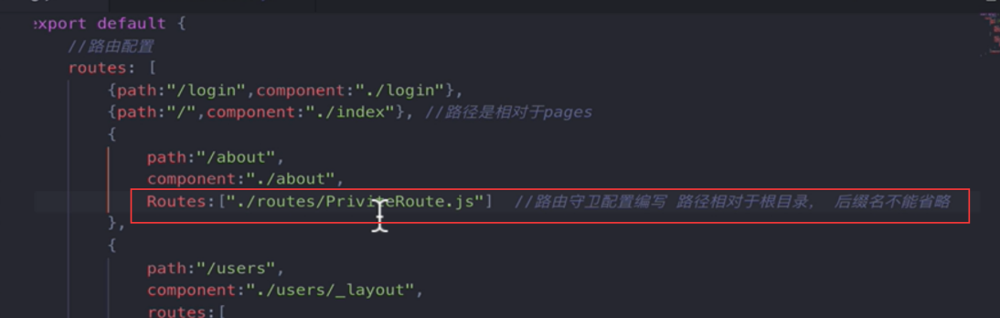 export default {
//路由配置
routes: [
{path:"/login",component:"./login"},
{path:"/",component:"./index"}, //路径是相对于pages
{
path:"/about",
component:"./about",
Routes:["./routes/PriviteRoute.js"] //路由守卫配置编写 路径相对于根目录， 后缀名不能省略
},
{
path:"/users",
component:"./users/_layout",
routes:[